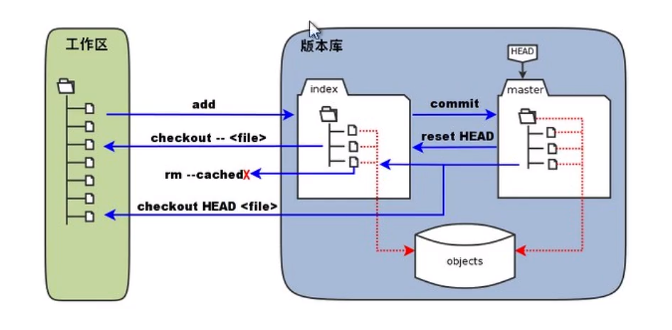 工作区
版本库
HEAD
index
master
add
commit
checkout -- <file>
reset HEAD
rm --cachedX
checkout HEAD <file>
objects